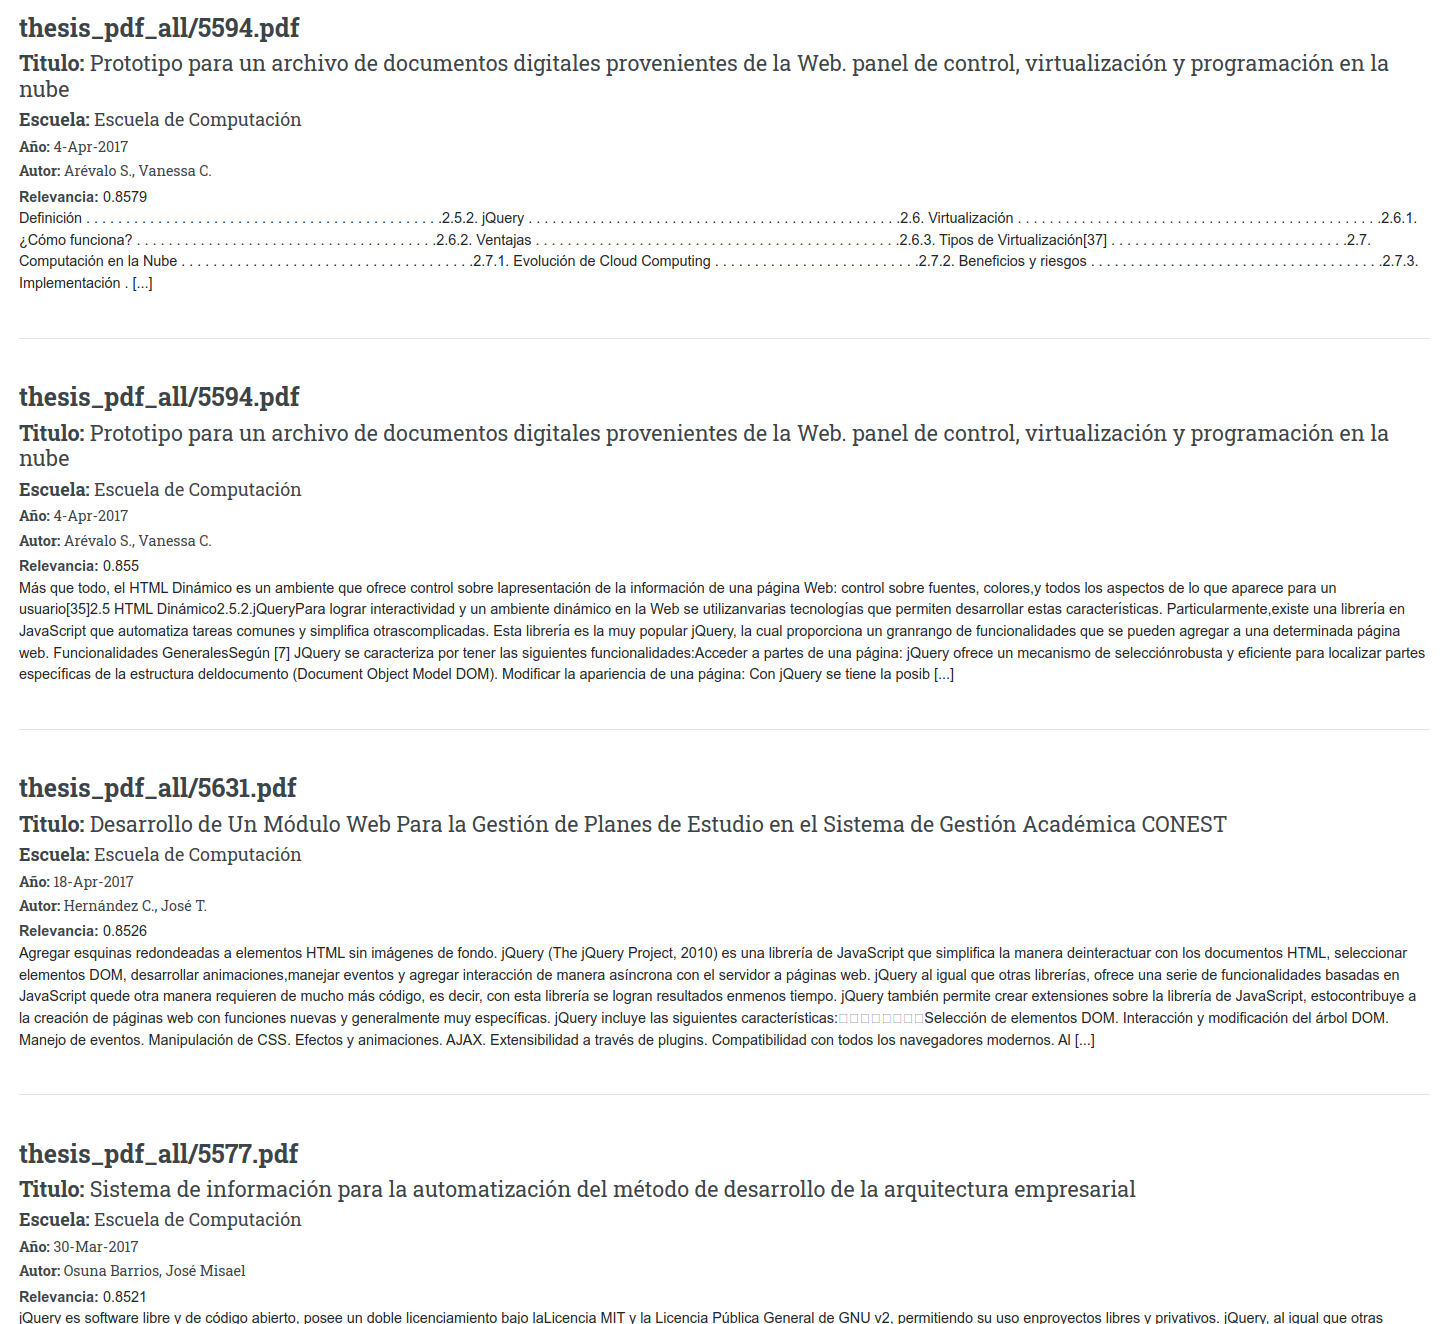 thesis_pdf_all/5594.pdf
Titulo: Prototipo para un archivo de documentos digitales provenientes de la Web. panel de control, virtualización y programación en la
nube
Escuela: Escuela de Computación
Año: 4-Apr-2017
Autor: Arévalo S., Vanessa C.
Relevancia: 0.8579
Definición . . . . . . . . . . . . . . . . . . . . . . . . . . . . . . . . . . . . . . . . . . . . .2.5.2. jQuery . . . . . . . . . . . . . . . . . . . . . . . . . . . . . . . . . . . . . . . . . . . . . . .2.6. Virtualización . . . . . . . . . . . . . . . . . . . . . . . . . . . . . . . . . . . . . . . . . . . . . .2.6.1.
¿Cómo funciona? . . . . . . . . . . . . . . . . . . . . . . . . . . . . . . . . . . . . . .2.6.2. Ventajas . . . . . . . . . . . . . . . . . . . . . . . . . . . . . . . . . . . . . . . . . . . . . .2.6.3. Tipos de Virtualización[37] . . . . . . . . . . . . . . . . . . . . . . . . . . . . . .2.7.
Computación en la Nube . . . . . . . . . . . . . . . . . . . . . . . . . . . . . . . . . . . . .2.7.1. Evolución de Cloud Computing . . . . . . . . . . . . . . . . . . . . . . . . . .2.7.2. Beneficios y riesgos . . . . . . . . . . . . . . . . . . . . . . . . . . . . . . . . . . . . .2.7.3.
Implementación . [...]
thesis_pdf_all/5594.pdf
Titulo: Prototipo para un archivo de documentos digitales provenientes de la Web. panel de control, virtualización y programación en la
nube
Escuela: Escuela de Computación
Año: 4-Apr-2017
Autor: Arévalo S., Vanessa C.
Relevancia: 0.855
Más que todo, el HTML Dinámico es un ambiente que ofrece control sobre lapresentación de la información de una página Web: control sobre fuentes, colores,y todos los aspectos de lo que aparece para un
usuario[35]2.5 HTML Dinámico2.5.2.jQueryPara lograr interactividad y un ambiente dinámico en la Web se utilizanvarias tecnologías que permiten desarrollar estas características. Particularmente,existe una librería en
JavaScript que automatiza tareas comunes y simplifica otrascomplicadas. Esta librería es la muy popular jQuery, la cual proporciona un granrango de funcionalidades que se pueden agregar a una determinada página
web. Funcionalidades GeneralesSegún [7] JQuery se caracteriza por tener las siguientes funcionalidades:Acceder a partes de una página: jQuery ofrece un mecanismo de selecciónrobusta y eficiente para localizar partes
específicas de la estructura deldocumento (Document Object Model DOM). Modificar la apariencia de una página: Con jQuery se tiene la posib [...]
thesis_pdf_all/5631.pdf
Titulo: Desarrollo de Un Módulo Web Para la Gestión de Planes de Estudio en el Sistema de Gestión Académica CONEST
Escuela: Escuela de Computación
Año: 18-Apr-2017
Autor: Hernández C., José T.
Relevancia: 0.8526
Agregar esquinas redondeadas a elementos HTML sin imágenes de fondo. jQuery (The jQuery Project, 2010) es una librería de JavaScript que simplifica la manera deinteractuar con los documentos HTML, seleccionar
elementos DOM, desarrollar animaciones,manejar eventos y agregar interacción de manera asíncrona con el servidor a páginas web. jQuery al igual que otras librerías, ofrece una serie de funcionalidades basadas en
JavaScript quede otra manera requieren de mucho más código, es decir, con esta librería se logran resultados enmenos tiempo. jQuery también permite crear extensiones sobre la librería de JavaScript, estocontribuye a
la creación de páginas web con funciones nuevas y generalmente muy específicas. jQuery incluye las siguientes características:□□□□□□□□Selección de elementos DOM. Interacción y modificación del árbol DOM.
Manejo de eventos. Manipulación de CSS. Efectos y animaciones. AJAX. Extensibilidad a través de plugins. Compatibilidad con todos los navegadores modernos. Al [...]
thesis_pdf_all/5577.pdf
Titulo: Sistema de información para la automatización del método de desarrollo de la arquitectura empresarial
Escuela: Escuela de Computación
Año: 30-Mar-2017
Autor: Osuna Barrios, José Misael
Relevancia: 0.8521
jQuery es software libre y de código abierto, posee un doble licenciamiento bajo laLicencia MIT y la Licencia Pública General de GNU v2, permitiendo su uso enproyectos libres y privativos. jQuery, al igual que otras